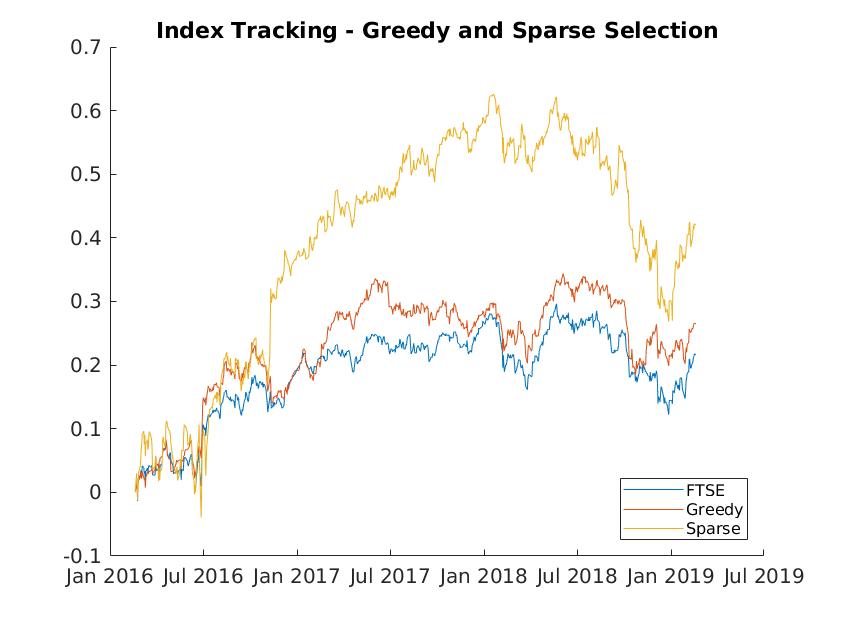 Index Tracking - Greedy and Sparse Selection
0.7
0.6
0.5
0.4
0.3
0.2
0.1
0
-0.1
Jan 2016 Jul 2016 Jan 2017 Jul 2017 Jan 2018 Jul 2018 Jan 2019 Jul 2019
FTSE
Greedy
Sparse